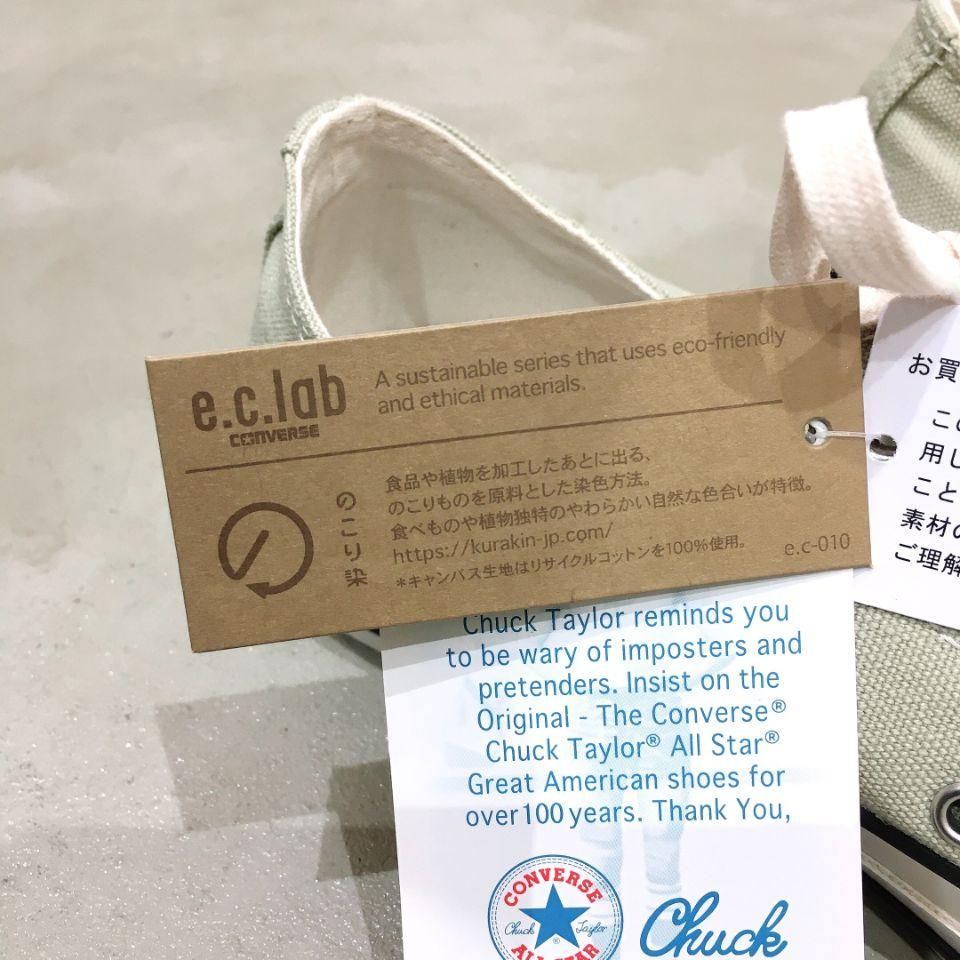 e.c.lab
CONVERSE
A sustainable series that uses eco-friendly
and ethical materials.
のこり染
食品や植物を加工したあとに出る、
のこりものを原料とした染色方法。
食べものや植物独特のやわらかい自然な色合いが特徴。
https://kurakin-jp.com/
*キャンバス生地はリサイクルコットンを100%使用。
e.c-010
お買
この
用し
こと
素材の
ご理解
Chuck Taylor reminds you
to be wary of imposters and
pretenders. Insist on the
Original - The Converse®
Chuck Taylor® All Star®
Great American shoes for
over 100 years. Thank You,
CONVERSE
Chuck Taylor
®
ALL STAR
Chuck